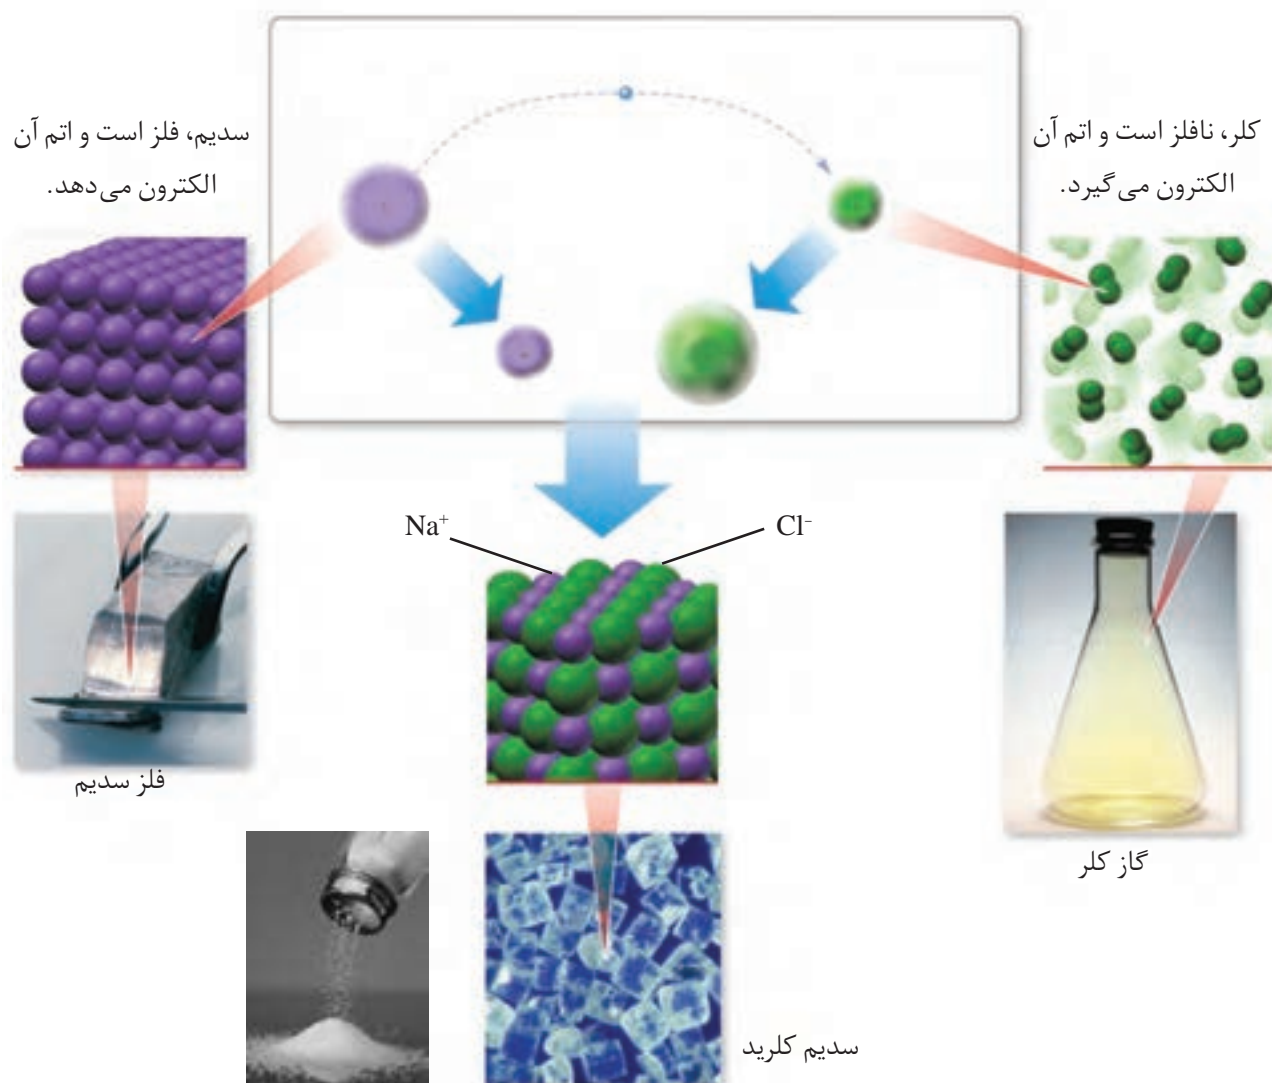 کلر، نافلز است و اتم آن
الکترون می‌گیرد.
سدیم، فلز است و اتم آن
الکترون می‌دهد.
Na⁺
Cl⁻
فلز سدیم
گاز کلر
سدیم کلرید